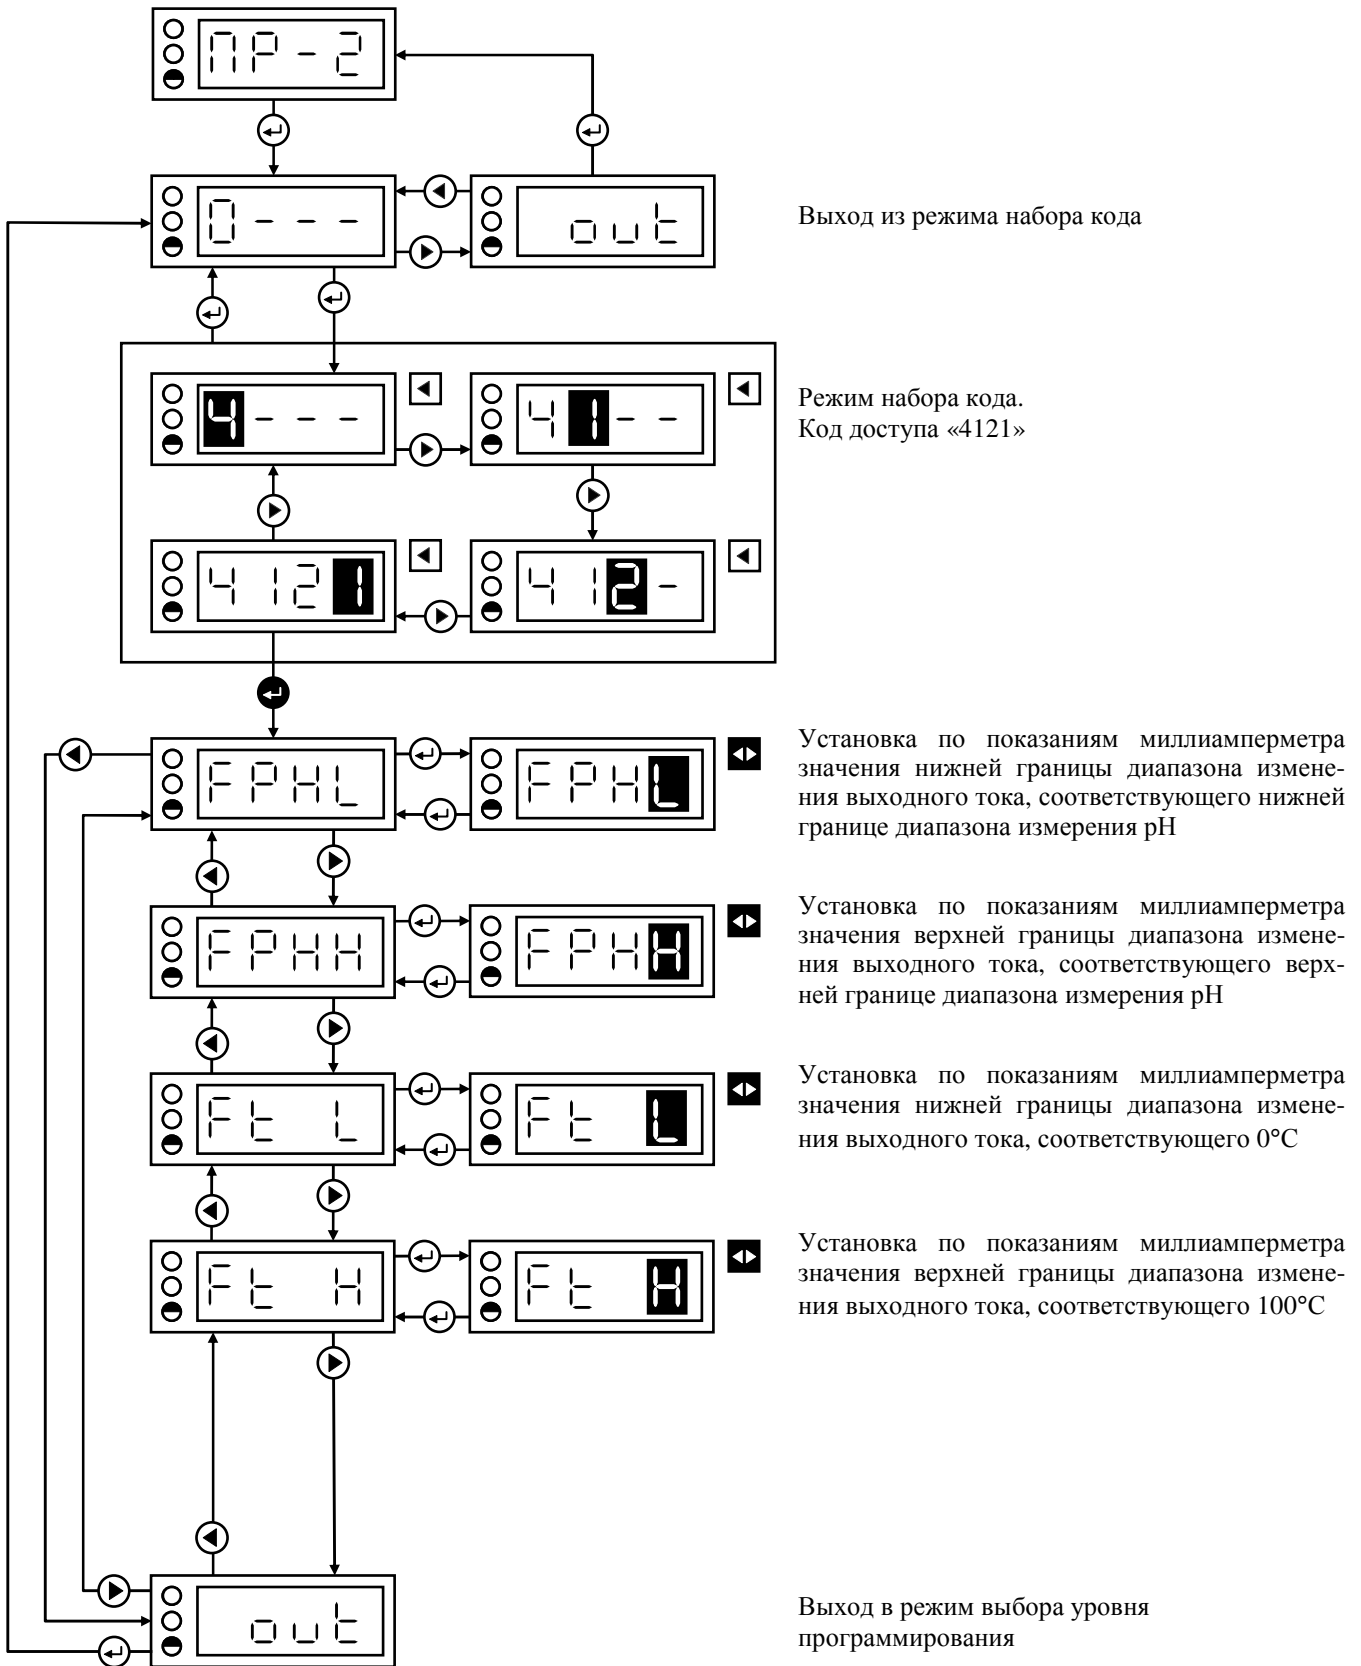 ПР-2
0---
out
Выход из режима набора кода
4---
41--
Режим набора кода.
Код доступа «4121»
4121
412-
FPHL
FPHL
Установка по показаниям миллиамперметра
значения нижней границы диапазона измене-
ния выходного тока, соответствующего нижней
границе диапазона измерения рН
FPHH
FPHH
Установка по показаниям миллиамперметра
значения верхней границы диапазона измене-
ния выходного тока, соответствующего верх-
ней границе диапазона измерения рН
Ft L
Ft L
Установка по показаниям миллиамперметра
значения нижней границы диапазона измене-
ния выходного тока, соответствующего 0°С
Ft H
Ft H
Установка по показаниям миллиамперметра
значения верхней границы диапазона измене-
ния выходного тока, соответствующего 100°С
out
Выход в режим выбора уровня
программирования